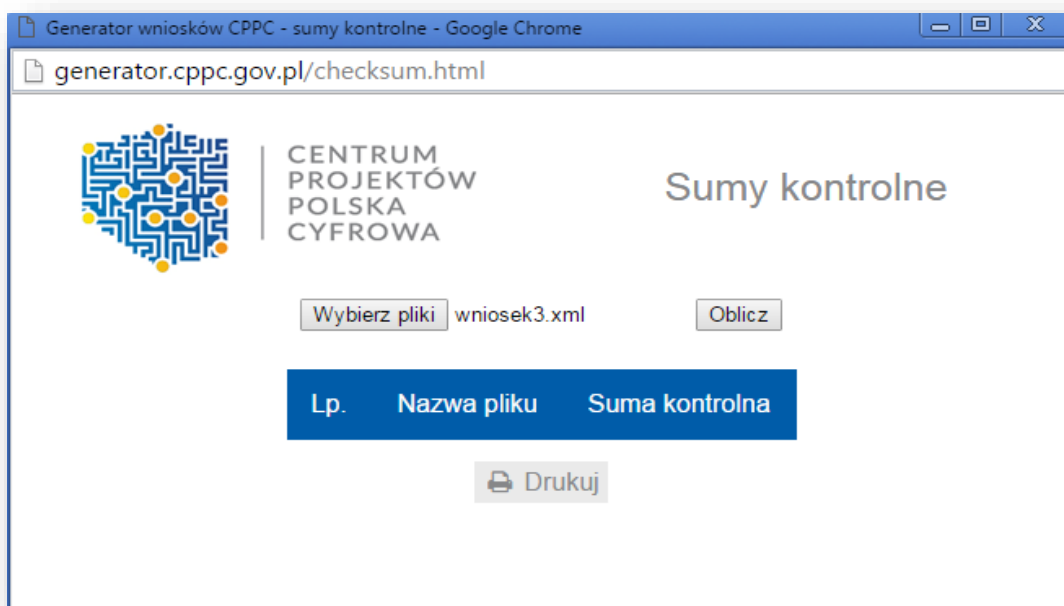 Generator wniosków CPPC - sumy kontrolne - Google Chrome
generator.cppc.gov.pl/checksum.html
CENTRUM
PROJEKTÓW
POLSKA
CYFROWA
Sumy kontrolne
Wybierz pliki wniosek3.xml Oblicz
Lp. Nazwa pliku Suma kontrolna
Drukuj